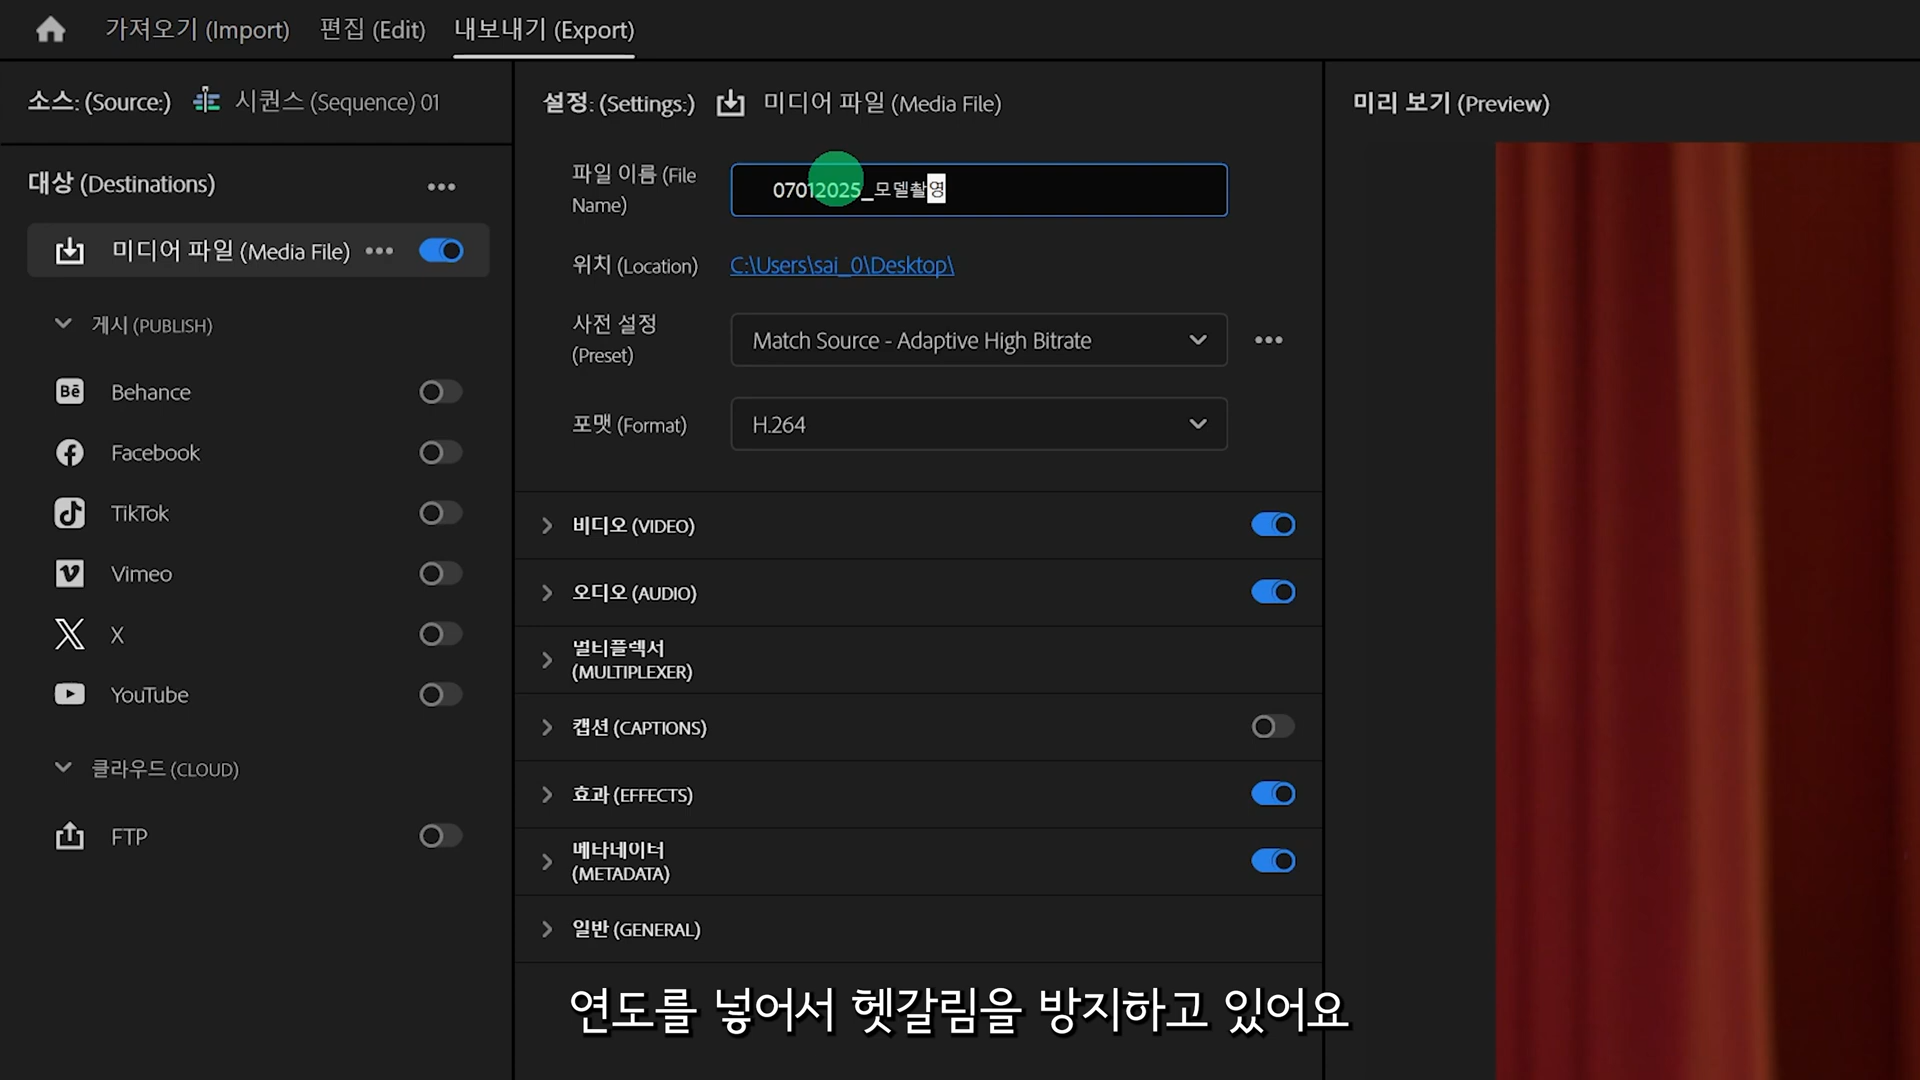 가져오기 (Import) 편집 (Edit) 내보내기 (Export)
소스: (Source:) 시퀀스 (Sequence) 01
대상 (Destinations)
미디어 파일 (Media File)
게시 (PUBLISH)
Bē Behance
Facebook
TikTok
Vimeo
X
YouTube
클라우드 (CLOUD)
FTP
설정: (Settings:) 미디어 파일 (Media File)
파일 이름 (File
Name)
07012025_모델촬영
위치 (Location) C:\Users\sai_0\Desktop\
사전 설정
(Preset)
Match Source - Adaptive High Bitrate
포맷 (Format) H.264
비디오 (VIDEO)
오디오 (AUDIO)
멀티플렉서
(MULTIPLEXER)
캡션 (CAPTIONS)
효과 (EFFECTS)
메타데이터
(METADATA)
일반 (GENERAL)
미리 보기 (Preview)
연도를 넣어서 헷갈림을 방지하고 있어요